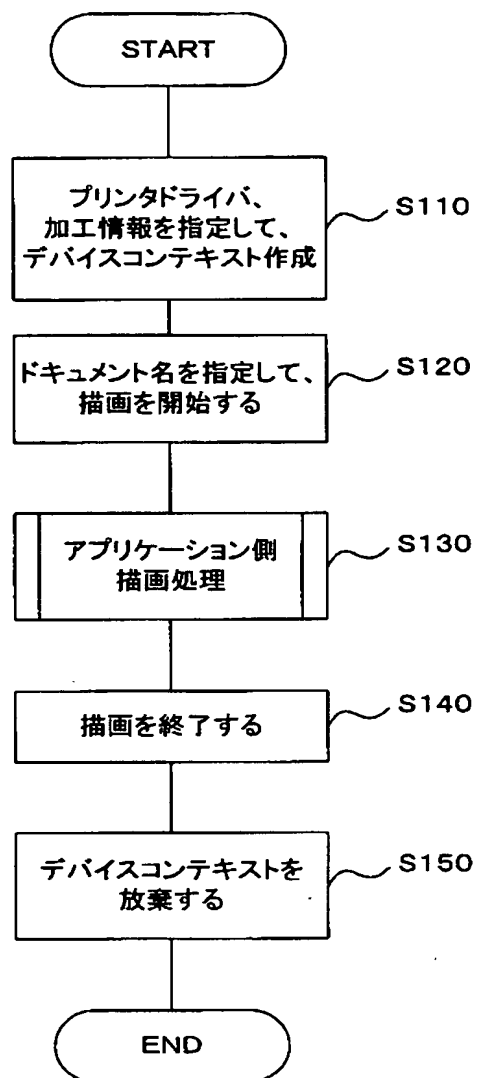 START
プリンタドライバ、
加工情報を指定して、
デバイスコンテキスト作成
S110
ドキュメント名を指定して、
描画を開始する
S120
アプリケーション側
描画処理
S130
描画を終了する
S140
デバイスコンテキストを
放棄する
S150
END